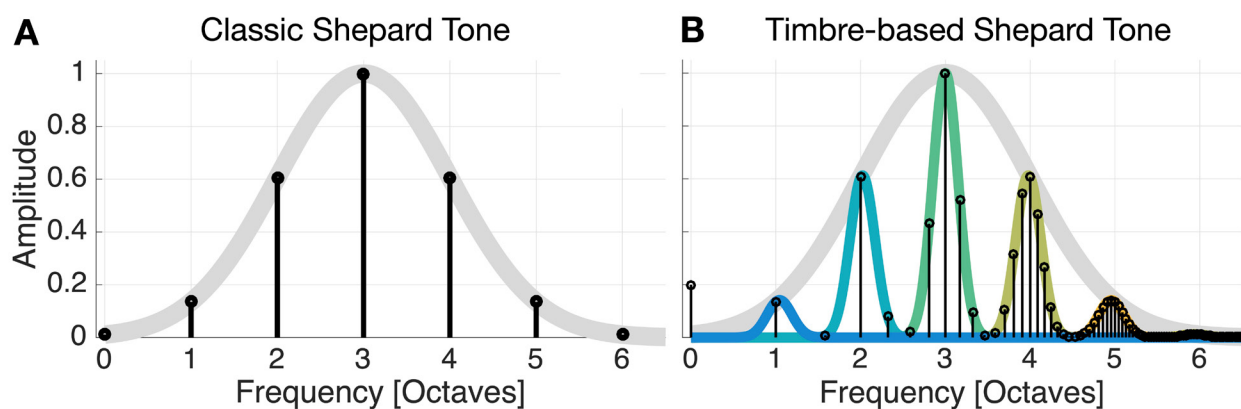 A Classic Shepard Tone
1
0.8
0.6
0.4
0.2
0
Amplitude
0 1 2 3 4 5 6
Frequency [Octaves]
B Timbre-based Shepard Tone
0 1 2 3 4 5 6
Frequency [Octaves]